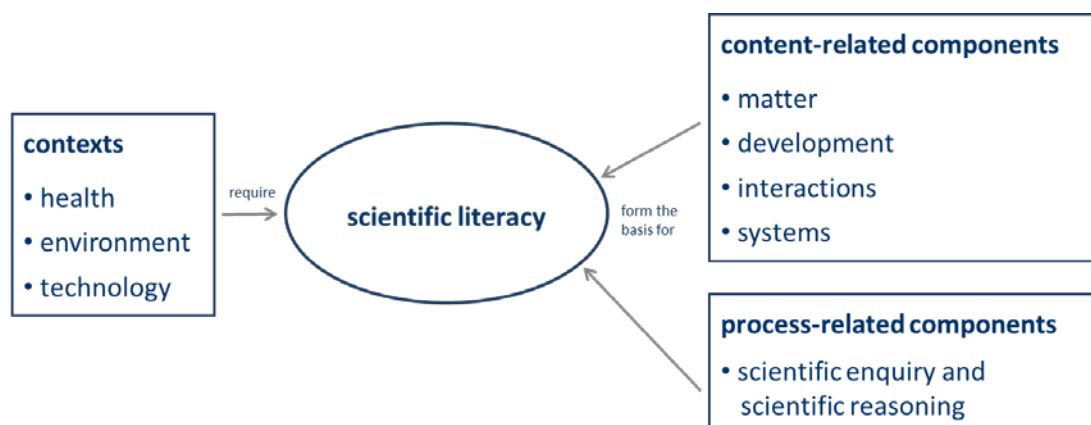 contexts
• health
• environment
• technology
require
scientific literacy
form the
basis for
content-related components
• matter
• development
• interactions
• systems
process-related components
• scientific enquiry and
scientific reasoning